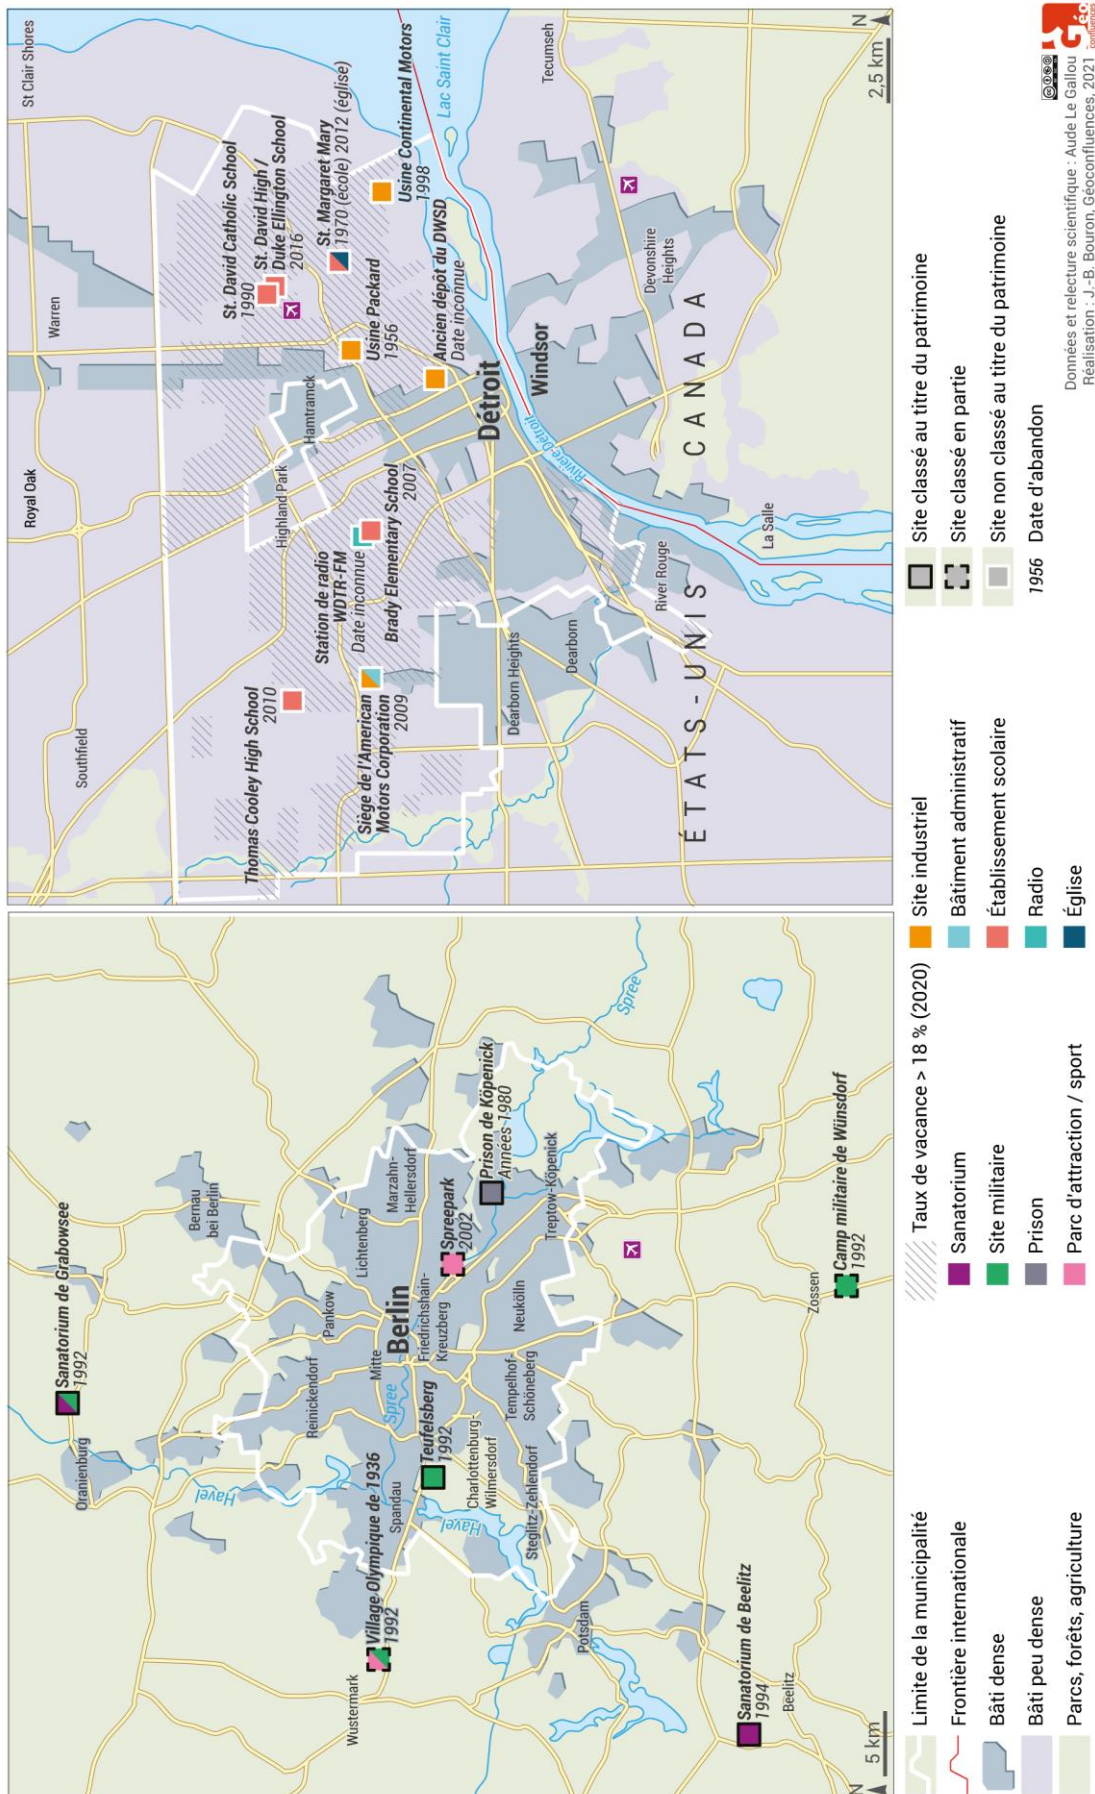 Sanatorium de Grabowsee
1992
Oranienburg
Bernau
bei Berlin
Havel
Reinickendorf
Pankow
Lichtenberg
Marzahn-
Hellersdorf
Village Olympique de 1936
1992
Wustermark
Spandau
Mitte
Spree
Berlin
Friedrichshain-
Kreuzberg
Teufelsberg
1992
Spreepark
2002
Prison de Köpenick
Années 1980
Havel
Charlottenburg-
Wilmersdorf
Tempelhof-
Schöneberg
Neukölln
Treptow-Köpenick
Spree
Steglitz-Zehlendorf
Potsdam
Sanatorium de Beelitz
1994
Beelitz
Zossen
Camp militaire de Wünsdorf
1992
N
5 km
St Clair Shores
Royal Oak
Warren
Southfield
Thomas Cooley High School
2010
Highland-Park
Hamtramck
St. David Catholic School
1990
St. David High /
Duke Ellington School
2016
St. Margaret Mary
1970 (école) 2012 (église)
Station de radio
WDTR-FM
Date inconnue
Brady Elementary School
2007
Siège de l'American
Motors Corporation
2009
Usine Packard
1956
Usine Continental Motors
1998
Ancien dépôt du DWSD
Date inconnue
Lac Saint Clair
Détroit
Windsor
Rivière Détroit
Dearborn Heights
Dearborn
River Rouge
La Salle
Devonshire
Heights
Tecumseh
ÉTATS-UNIS
CANADA
2,5 km
N
Limite de la municipalité
Frontière internationale
Bâti dense
Bâti peu dense
Parcs, forêts, agriculture
Taux de vacance > 18 % (2020)
Sanatorium
Site militaire
Prison
Parc d'attraction / sport
Site industriel
Bâtiment administratif
Établissement scolaire
Radio
Église
Site classé au titre du patrimoine
Site classé en partie
Site non classé au titre du patrimoine
1956 Date d'abandon
Données et relecture scientifique : Aude Le Gallou
Réalisation : J.-B. Bouron, Géoconfluences, 2021
Géo
confluences